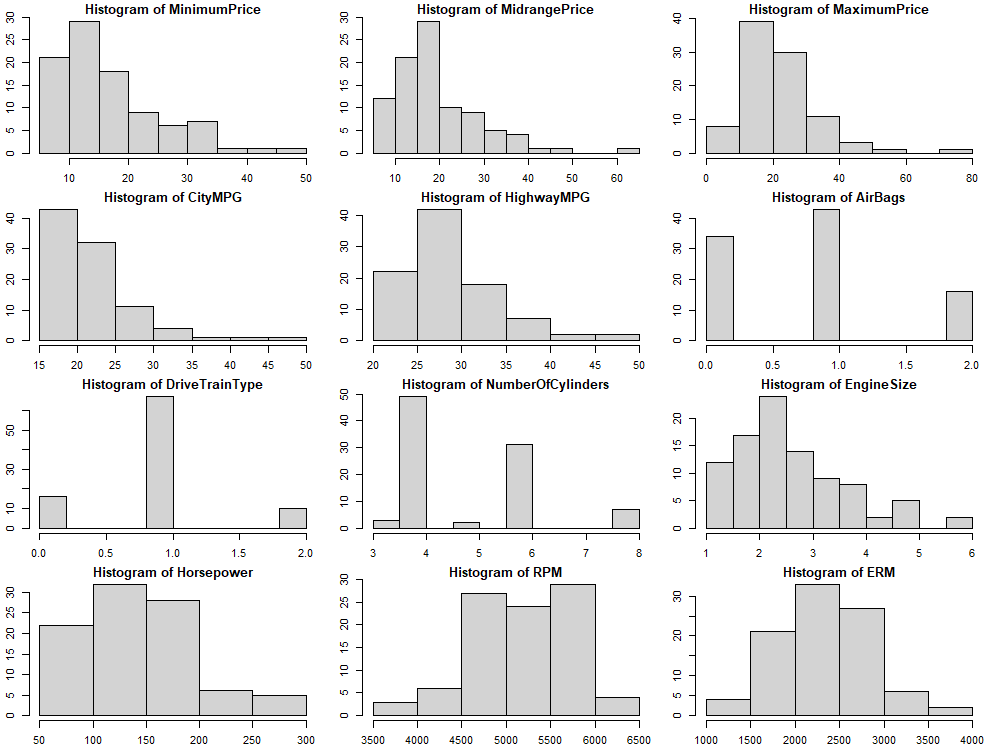 Histogram of MinimumPrice
0 5 10 15 20 25 30
10 20 30 40 50
Histogram of MidrangePrice
0 5 10 15 20 25 30
10 20 30 40 50 60
Histogram of MaximumPrice
0 10 20 30 40
0 20 40 60 80
Histogram of CityMPG
0 10 20 30 40
15 20 25 30 35 40 45 50
Histogram of HighwayMPG
0 10 20 30 40
20 25 30 35 40 45 50
Histogram of AirBags
0 10 20 30 40
0.0 0.5 1.0 1.5 2.0
Histogram of DriveTrainType
0 10 30 50
0.0 0.5 1.0 1.5 2.0
Histogram of NumberOfCylinders
0 10 20 30 40 50
3 4 5 6 7 8
Histogram of EngineSize
0 5 10 15 20
1 2 3 4 5 6
Histogram of Horsepower
0 5 10 15 20 25 30
50 100 150 200 250 300
Histogram of RPM
0 5 10 15 20 25 30
3500 4000 4500 5000 5500 6000 6500
Histogram of ERM
0 5 10 20 30
1000 1500 2000 2500 3000 3500 4000